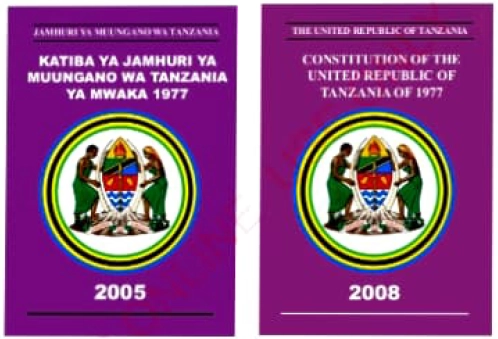 JAMHURI YA MUUNGANO WA TANZANIA
KATIBA YA JAMHURI YA
MUUNGANO WA TANZANIA
YA MWAKA 1977
2005
THE UNITED REPUBLIC OF TANZANIA
CONSTITUTION OF THE
UNITED REPUBLIC OF
TANZANIA OF 1977
2008